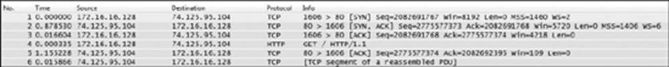 No. Time Source Destination Protocol Info
1 0.000000 172.16.16.128 74.125.95.104 TCP 1606 > 80 [SYN] Seq=2082691767 Win=8192 Len=0 MSS=1460 WS=2
2 0.878530 74.125.95.104 172.16.16.128 TCP 80 > 1606 [SYN, ACK] Seq=2775577373 Ack=2082691768 Win=5720 Len=0 MSS=1406 WS=6
3 0.016604 172.16.16.128 74.125.95.104 TCP 1606 > 80 [ACK] Seq=2082691768 Ack=2775577374 Win=4218 Len=0
4 0.000335 172.16.16.128 74.125.95.104 HTTP GET / HTTP/1.1
5 1.155228 74.125.95.104 172.16.16.128 TCP 80 > 1606 [ACK] Seq=2775577374 Ack=2082692395 Win=109 Len=0
6 0.015866 74.125.95.104 172.16.16.128 TCP [TCP segment of a reassembled PDU]